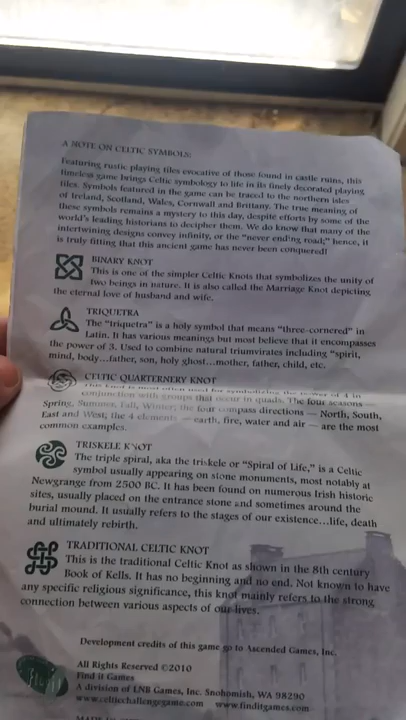 A NOTE ON CELTIC SYMBOLS:
Featuring rustic playing tiles evocative of those found in castle ruins, this
timeless game brings Celtic symbology to life in its finely decorated playing
tiles. Symbols featured in the game can be traced to the northern isles
of Ireland, Scotland, Wales, Cornwall and Brittany. The true meaning of
these symbols remains a mystery to this day, despite efforts by some of the
world's leading historians to decipher them. We do know that many of the
intertwining designs convey infinity, or the "never ending road;" hence, it
is truly fitting that this ancient game has never been conquered!
BINARY KNOT
This is one of the simpler Celtic Knots that symbolizes the unity of
two beings in nature. It is also called the Marriage Knot depicting
the eternal love of husband and wife.
TRIQUETRA
The "triquetra" is a holy symbol that means "three-cornered" in
Latin. It has various meanings but most believe that it encompasses
the power of 3. Used to combine natural triumvirates including "spirit,
mind, body...father, son, holy ghost...mother, father, child, etc.
CELTIC QUARTERNERY KNOT
This knot is most often used for symbolizing the power of 4 in
conjunction with groups that occur in quads. The four seasons —
Spring, Summer, Fall, Winter; the four compass directions — North, South,
East and West; the 4 elements — earth, fire, water and air — are the most
common examples.
TRISKELE KNOT
The triple spiral, aka the triskele or "Spiral of Life," is a Celtic
symbol usually appearing on stone monuments, most notably at
Newgrange from 2500 BC. It has been found on numerous Irish historic
sites, usually placed on the entrance stone and sometimes around the
burial mound. It usually refers to the stages of our existence...life, death
and ultimately rebirth.
TRADITIONAL CELTIC KNOT
This is the traditional Celtic Knot as shown in the 8th century
Book of Kells. It has no beginning and no end. Not known to have
any specific religious significance, this knot mainly refers to the strong
connection between various aspects of our lives.
Development credits of this game go to Ascended Games, Inc.
All Rights Reserved ©2010
Find it Games
A division of LNB Games, Inc. Snohomish, WA 98290
www.celticchallengegame.com www.finditgames.com